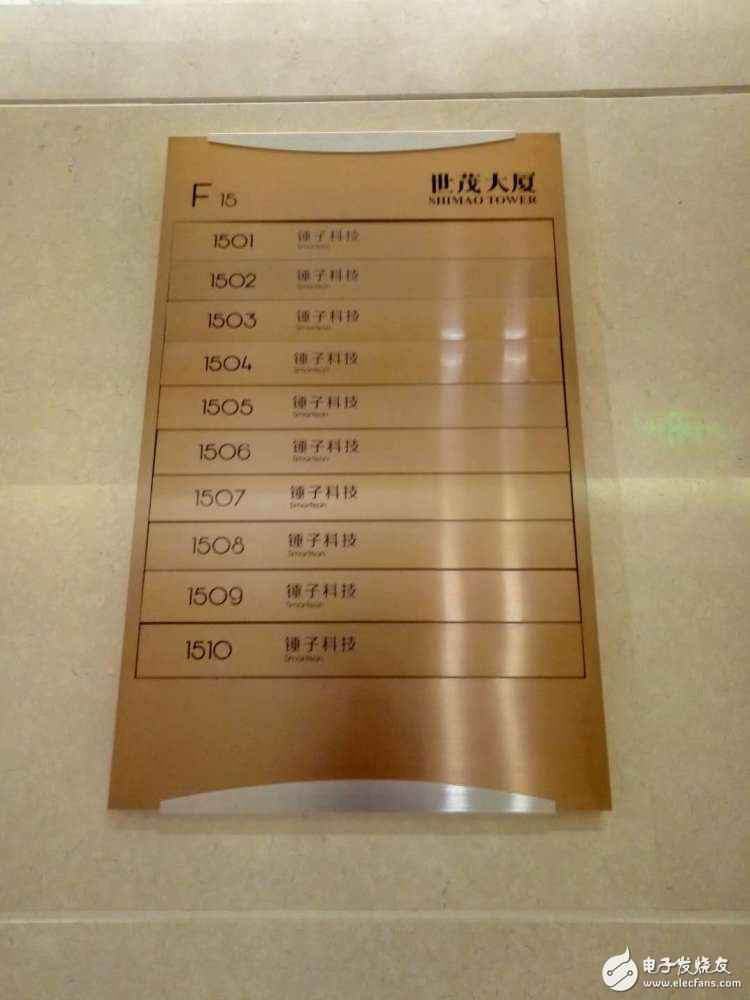 F 15
世茂大厦
SHIMAO TOWER
1501 锤子科技
Smartisan
1502 锤子科技
Smartisan
1503 锤子科技
Smartisan
1504 锤子科技
Smartisan
1505 锤子科技
Smartisan
1506 锤子科技
Smartisan
1507 锤子科技
Smartisan
1508 锤子科技
Smartisan
1509 锤子科技
Smartisan
1510 锤子科技
Smartisan
电子发烧友
www.elecfans.com